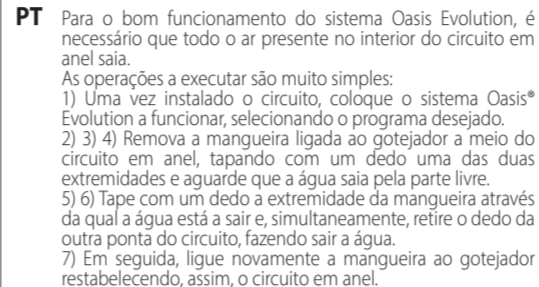 PT Para o bom funcionamento do sistema Oasis Evolution, é
necessário que todo o ar presente no interior do circuito em
anel saia.
As operações a executar são muito simples:
1) Uma vez instalado o circuito, coloque o sistema Oasis®
Evolution a funcionar, selecionando o programa desejado.
2) 3) 4) Remova a mangueira ligada ao gotejador a meio do
circuito em anel, tapando com um dedo uma das duas
extremidades e aguarde que a água saia pela parte livre.
5) 6) Tape com um dedo a extremidade da mangueira através
da qual a água está a sair e, simultaneamente, retire o dedo da
outra ponta do circuito, fazendo sair a água.
7) Em seguida, ligue novamente a mangueira ao gotejador
restabelecendo, assim, o circuito em anel.